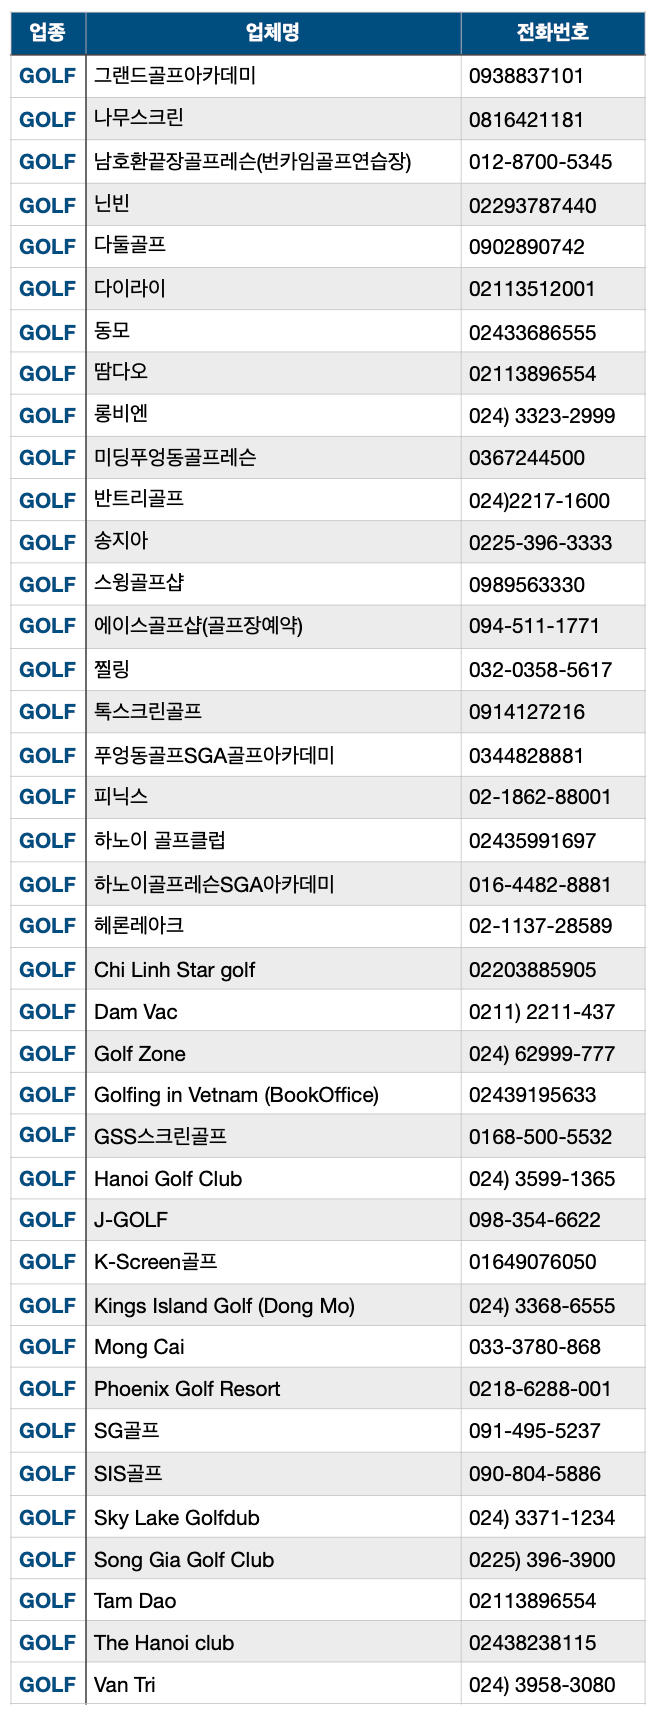 업종 업체명 전화번호
GOLF 그랜드골프아카데미 0938837101
GOLF 나무스크린 0816421181
GOLF 남호환끝장골프레슨(번카임골프연습장) 012-8700-5345
GOLF 닌빈 02293787440
GOLF 다둘골프 0902890742
GOLF 다이라이 02113512001
GOLF 동모 02433686555
GOLF 땀다오 02113896554
GOLF 롱비엔 024) 3323-2999
GOLF 미딩푸엉동골프레슨 0367244500
GOLF 반트리골프 024)2217-1600
GOLF 송지아 0225-396-3333
GOLF 스윙골프샵 0989563330
GOLF 에이스골프샵(골프장예약) 094-511-1771
GOLF 찔링 032-0358-5617
GOLF 톡스크린골프 0914127216
GOLF 푸엉동골프SGA골프아카데미 0344828881
GOLF 피닉스 02-1862-88001
GOLF 하노이 골프클럽 02435991697
GOLF 하노이골프레슨SGA아카데미 016-4482-8881
GOLF 헤론레아크 02-1137-28589
GOLF Chi Linh Star golf 02203885905
GOLF Dam Vac 0211) 2211-437
GOLF Golf Zone 024) 62999-777
GOLF Golfing in Vetnam (BookOffice) 02439195633
GOLF GSS스크린골프 0168-500-5532
GOLF Hanoi Golf Club 024) 3599-1365
GOLF J-GOLF 098-354-6622
GOLF K-Screen골프 01649076050
GOLF Kings Island Golf (Dong Mo) 024) 3368-6555
GOLF Mong Cai 033-3780-868
GOLF Phoenix Golf Resort 0218-6288-001
GOLF SG골프 091-495-5237
GOLF SIS골프 090-804-5886
GOLF Sky Lake Golfdub 024) 3371-1234
GOLF Song Gia Golf Club 0225) 396-3900
GOLF Tam Dao 02113896554
GOLF The Hanoi club 02438238115
GOLF Van Tri 024) 3958-3080